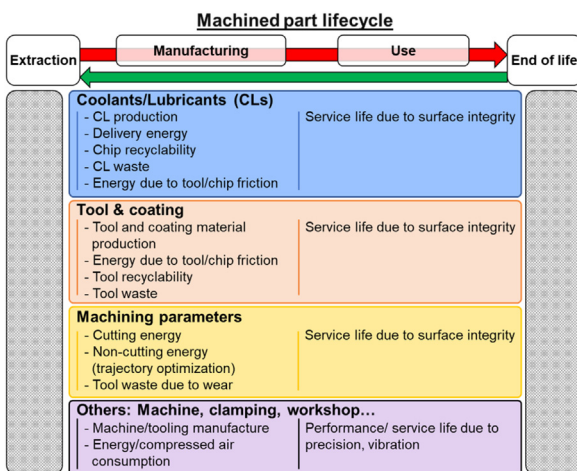 Machined part lifecycle
Extraction
Manufacturing
Use
End of life
Coolants/Lubricants (CLs)
- CL production
- Delivery energy
- Chip recyclability
- CL waste
- Energy due to tool/chip friction
Service life due to surface integrity
Tool & coating
- Tool and coating material
production
- Energy due to tool/chip friction
- Tool recyclability
- Tool waste
Service life due to surface integrity
Machining parameters
- Cutting energy
- Non-cutting energy
(trajectory optimization)
- Tool waste due to wear
Service life due to surface integrity
Others: Machine, clamping, workshop…
- Machine/tooling manufacture
- Energy/compressed air
consumption
Performance/ service life due to
precision, vibration